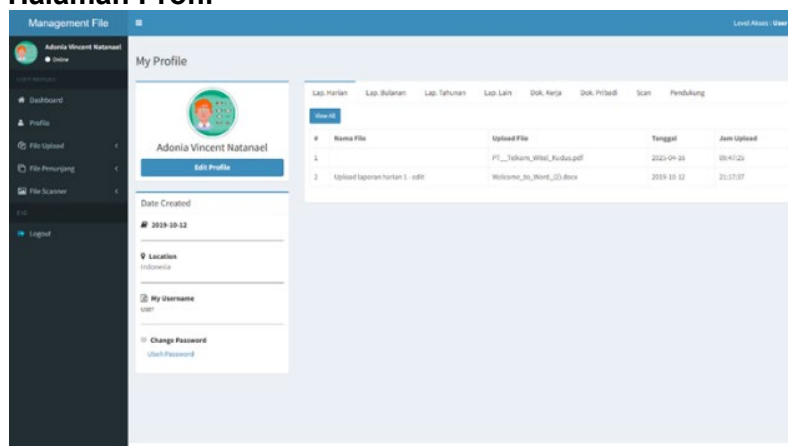 Halaman Profil
Management File
Level Akses : User
Adonia Vincent Natanael
Online
Dashboard
Profile
File Upload
File Penunjang
File Scanner
Logout
My Profile
Adonia Vincent Natanael
Edit Profile
Date Created
2019-10-12
Location
Indonesia
My Username
user
Change Password
Ubah Password
Lap. Harian Lap. Bulanan Lap. Tahunan Lap. Lain Dok. Kerja Dok. Pribadi Scan Pendukung
View All
# Nama File Upload File Tanggal Jam Upload
1 PT__Telkom_Witel_Kudus.pdf 2025-04-16 09:47:25
2 Upload laporan harian 1 - edit Welcome_to_Word_(2).docx 2019-10-12 21:17:37